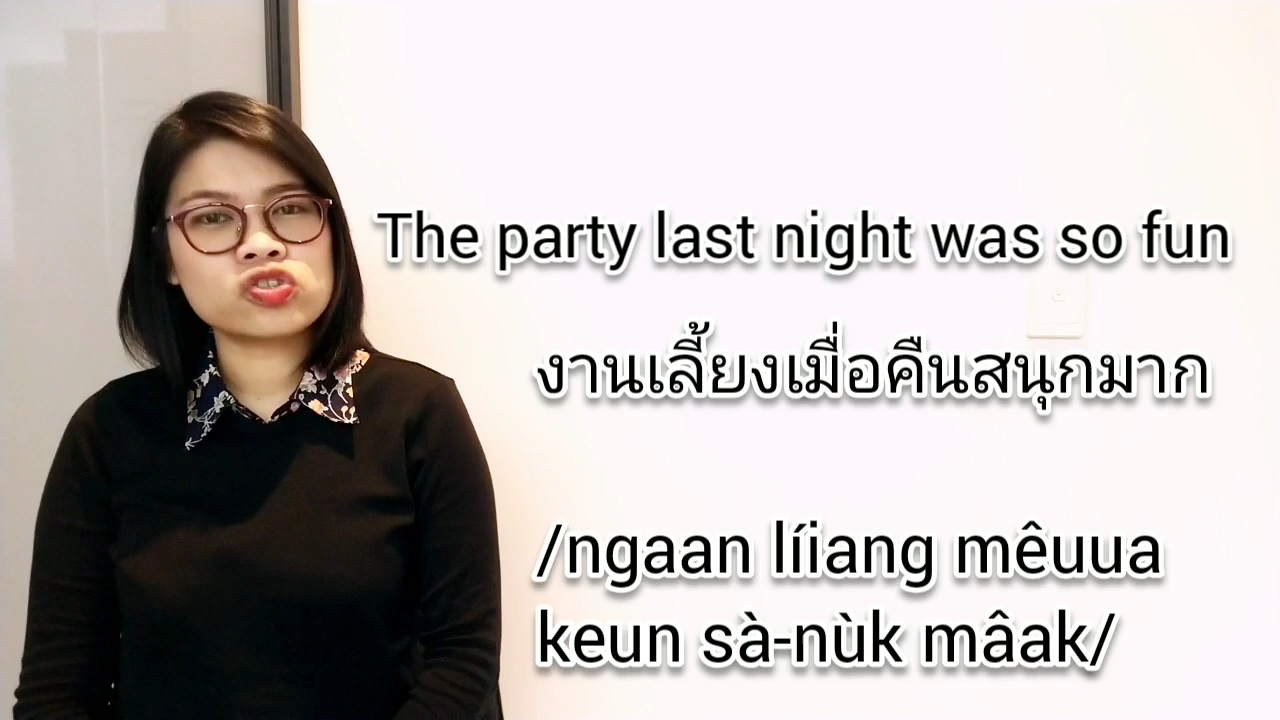 The party last night was so fun
งานเลี้ยงเมื่อคืนสนุกมาก
/ngaan líiang mêuua
keun sà-nùk mâak/